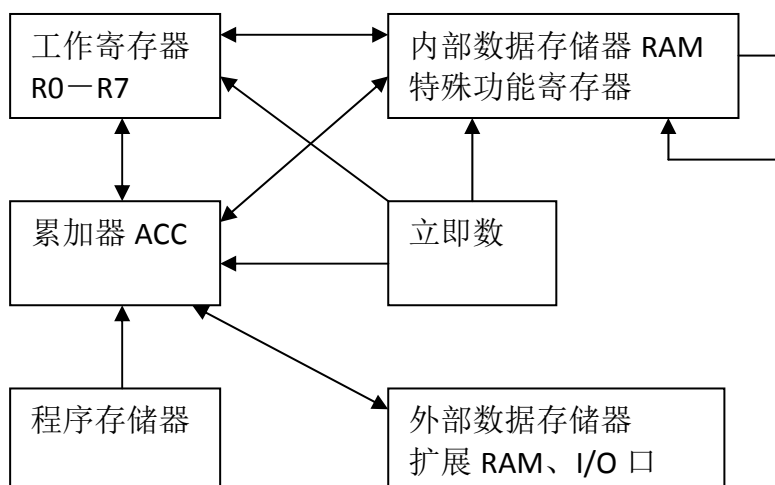 工作寄存器
R0－R7
内部数据存储器 RAM
特殊功能寄存器
累加器 ACC
立即数
程序存储器
外部数据存储器
扩展 RAM、I/O 口